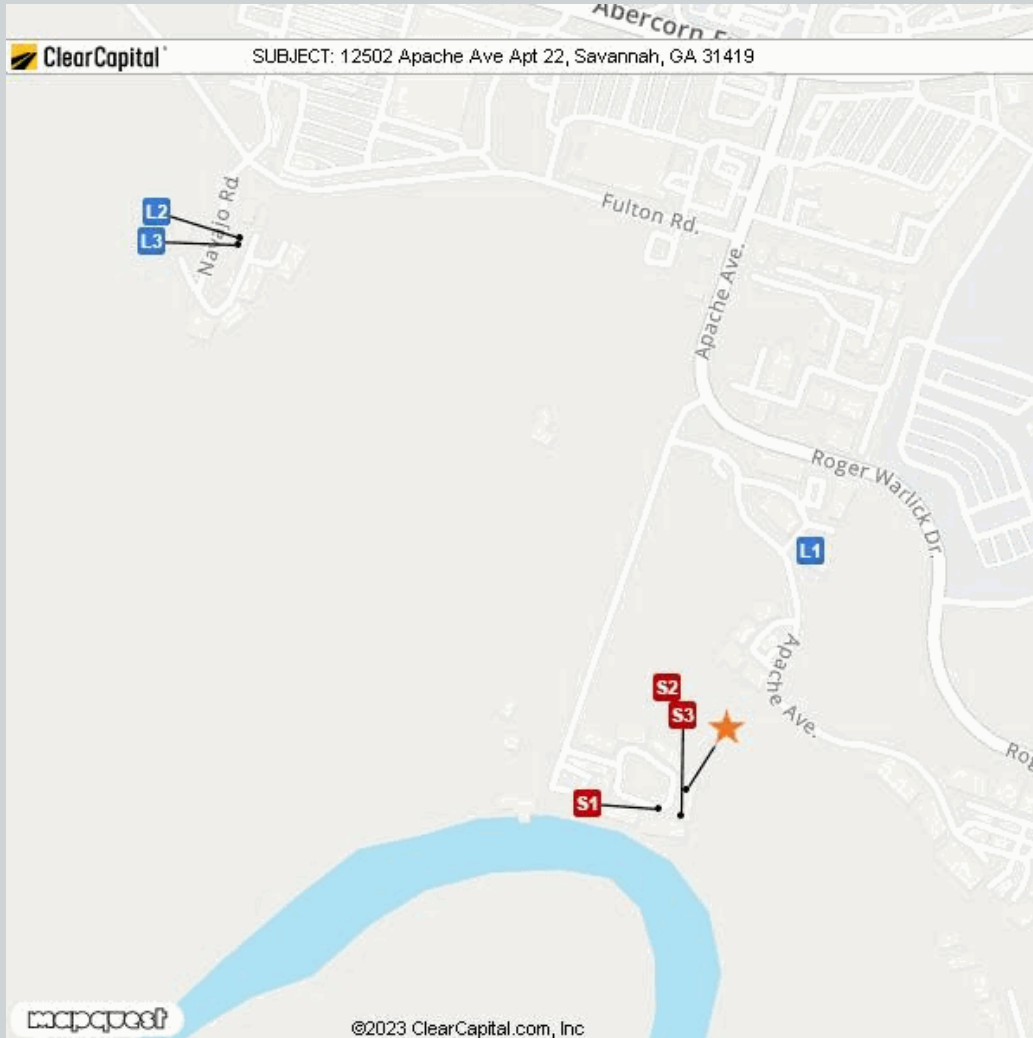 Abercorn
ClearCapital
SUBJECT: 12502 Apache Ave Apt 22, Savannah, GA 31419
Navajo Rd.
L2
L3
Fulton Rd.
Apache Ave.
Roger Warlick Dr.
L1
Apache Ave.
S2
S3
S1
mapquest
©2023 ClearCapital.com, Inc